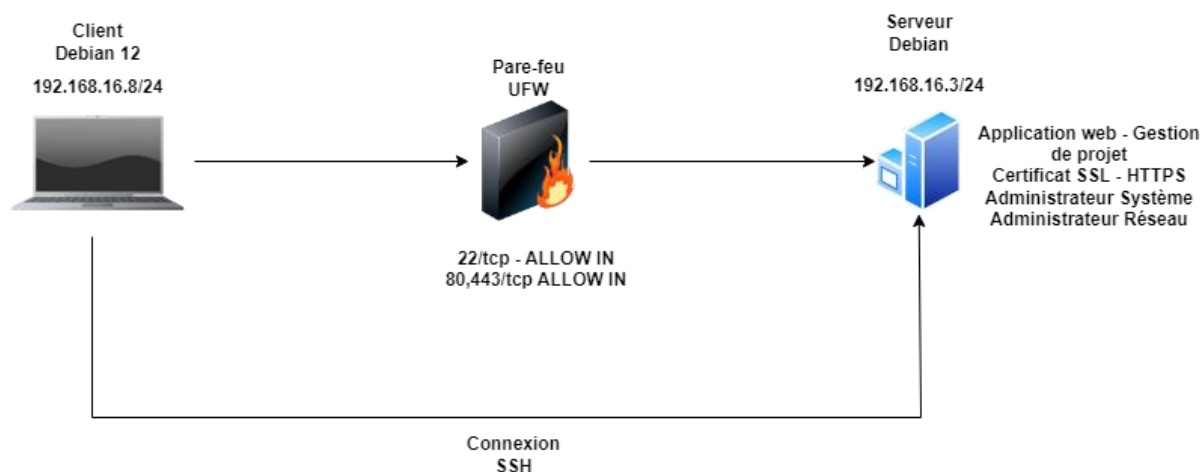 Client
Debian 12
192.168.16.8/24
Pare-feu
UFW
22/tcp - ALLOW IN
80,443/tcp ALLOW IN
Serveur
Debian
192.168.16.3/24
Application web - Gestion
de projet
Certificat SSL - HTTPS
Administrateur Système
Administrateur Réseau
Connexion
SSH